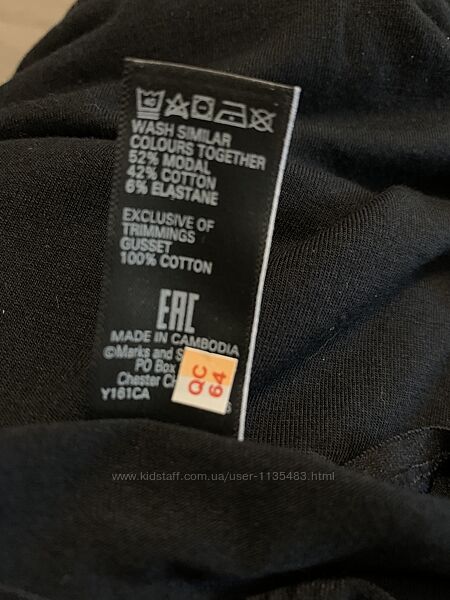 WASH SIMILAR
COLOURS TOGETHER
52% MODAL
42% COTTON
6% ELASTANE
EXCLUSIVE OF
TRIMMINGS
GUSSET
100% COTTON
EAC
MADE IN CAMBODIA
©Marks and
PO Box
Chester
Y161CA
QC
64
www.kidstaff.com.ua/user-1135483.html